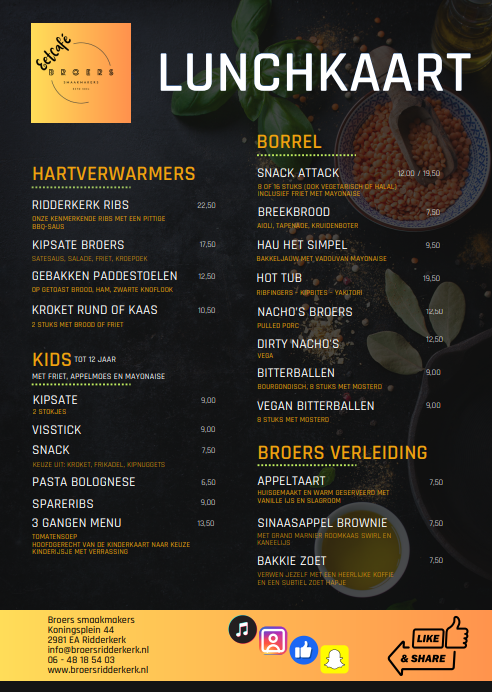 EetCafé
BROERS
SMAAKMAKERS
LUNCHKAART
HARTVERWARMERS
RIDDERKERK RIBS 22,50
ONZE KENMERKENDE RIBS MET EEN PITTIGE
BBQ-SAUS
KIPSATE BROERS 17,50
SATESAUS, SALADE, FRIET, KROEPOEK
GEBAKKEN PADDESTOELEN 12,50
OP GETOAST BROOD, HAM, ZWARTE KNOFLOOK
KROKET RUND OF KAAS 10,50
2 STUKS MET BROOD OF FRIET
KIDS TOT 12 JAAR
MET FRIET, APPELMOES EN MAYONAISE
KIPSATE 9,00
2 STOKJES
VISSTICK 9,00
SNACK 7,50
KEUZE UIT: KROKET, FRIKADEL, KIPNUGGETS
PASTA BOLOGNESE 6,50
SPARERIBS 9,00
3 GANGEN MENU 13,50
TOMATENSOEP
HOOFDGERECHT VAN DE KINDERKAART NAAR KEUZE
KINDERIJSJE MET VERRASSING
BORREL
SNACK ATTACK 12,00 / 19,50
8 OF 16 STUKS (OOK VEGETARISCH OF HALAL)
INCLUSIEF FRIET MET MAYONAISE
BREEKBROOD 7,50
AIOLI, TAPENADE, KRUIDENBOTER
HAU HET SIMPEL 9,50
BAKKELJAUW MET VADOUVAN MAYONAISE
HOT TUB 19,50
RIBFINGERS - KIPBITES - YAKITORI
NACHO'S BROERS 12,50
PULLED PORC
DIRTY NACHO'S 12,50
VEGA
BITTERBALLEN 9,00
BOURGONDISCH, 8 STUKS MET MOSTERD
VEGAN BITTERBALLEN 9,00
8 STUKS MET MOSTERD
BROERS VERLEIDING
APPELTAART 7,50
HUISGEMAAKT EN WARM GESERVEERD MET
VANILLE IJS EN SLAGROOM
SINAASAPPEL BROWNIE 7,50
MET GRAND MARNIER ROOMKAAS SWIRL EN
KANEELIJS
BAKKIE ZOET 7,50
VERWEN JEZELF MET EEN HEERLIJKE KOFFIE
EN EEN SUBTIEL ZOET HAPJE
Broers smaakmakers
Koningsplein 44
2981 EA Ridderkerk
info@broersridderkerk.nl
06 - 48 18 54 03
www.broersridderkerk.nl
LIKE
& SHARE